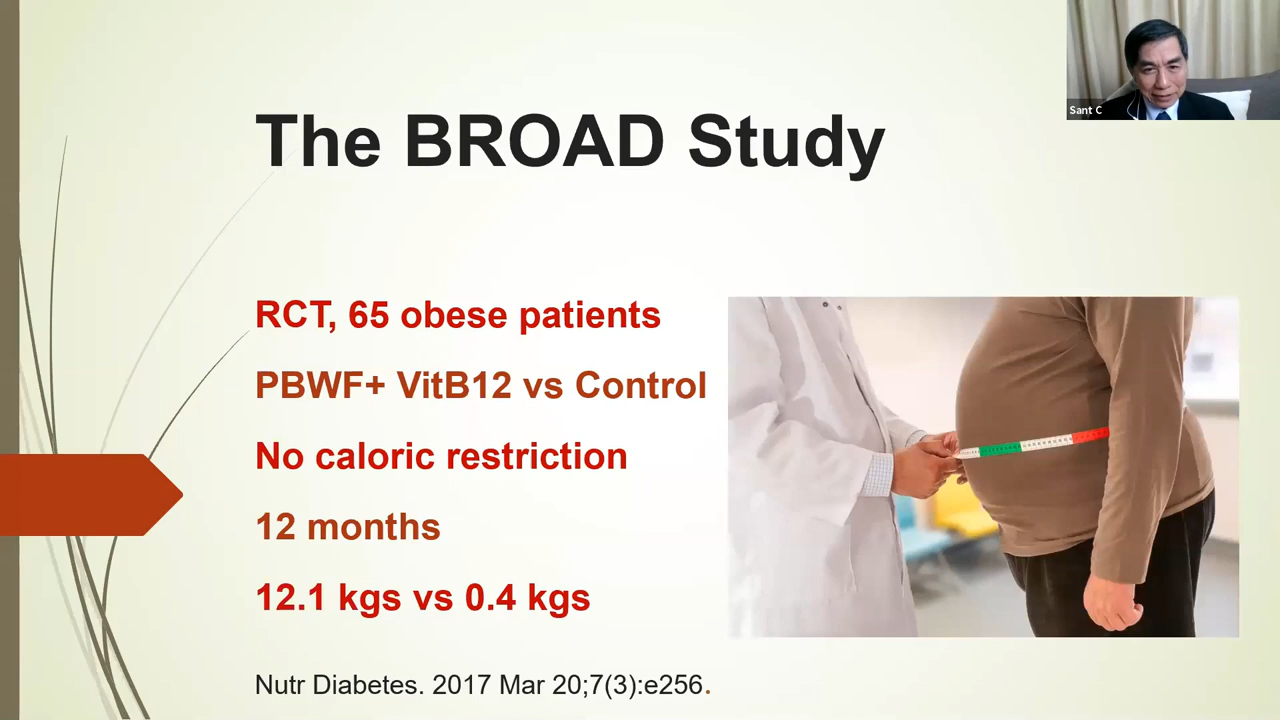 Sant C
The BROAD Study
RCT, 65 obese patients
PBWF+ VitB12 vs Control
No caloric restriction
12 months
12.1 kgs vs 0.4 kgs
Nutr Diabetes. 2017 Mar 20;7(3):e256.